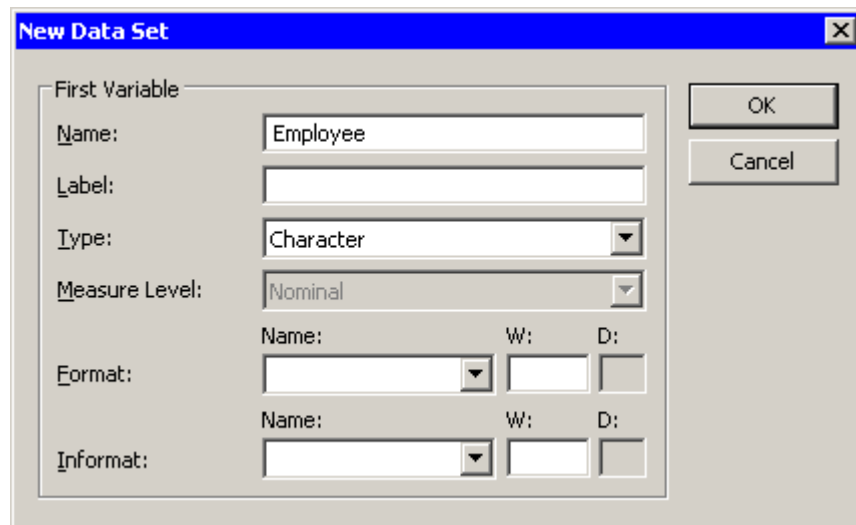 New Data Set
First Variable
Name: Employee
Label:
Type: Character
Measure Level: Nominal
Name: W: D:
Format:
Name: W: D:
Informat:
OK
Cancel